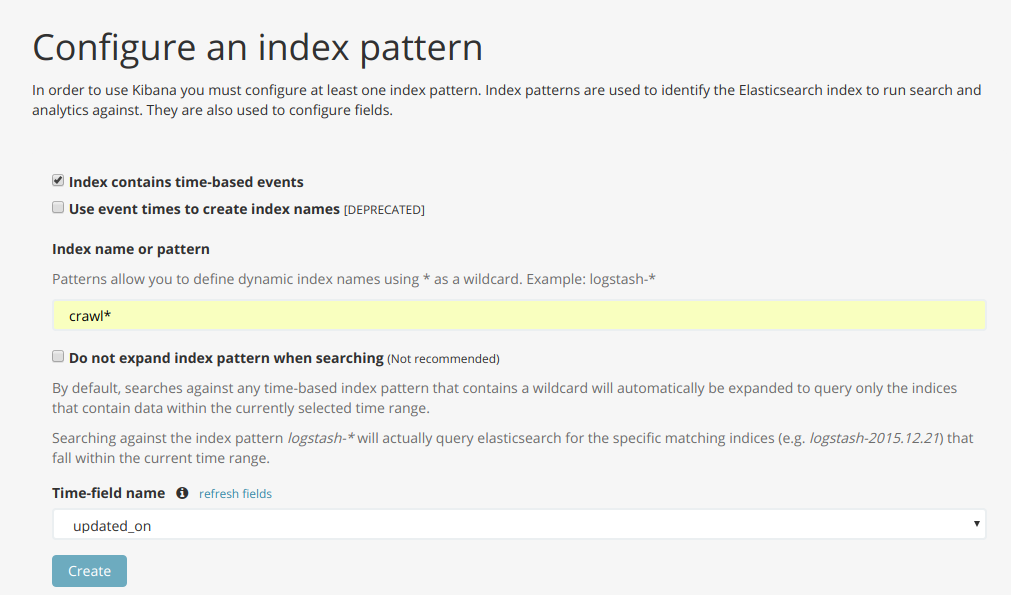 Configure an index pattern
In order to use Kibana you must configure at least one index pattern. Index patterns are used to identify the Elasticsearch index to run search and
analytics against. They are also used to configure fields.
Index contains time-based events
Use event times to create index names [DEPRECATED]
Index name or pattern
Patterns allow you to define dynamic index names using * as a wildcard. Example: logstash-*
crawl*
Do not expand index pattern when searching (Not recommended)
By default, searches against any time-based index pattern that contains a wildcard will automatically be expanded to query only the indices
that contain data within the currently selected time range.
Searching against the index pattern logstash-* will actually query elasticsearch for the specific matching indices (e.g. logstash-2015.12.21) that
fall within the current time range.
Time-field name refresh fields
updated_on
Create